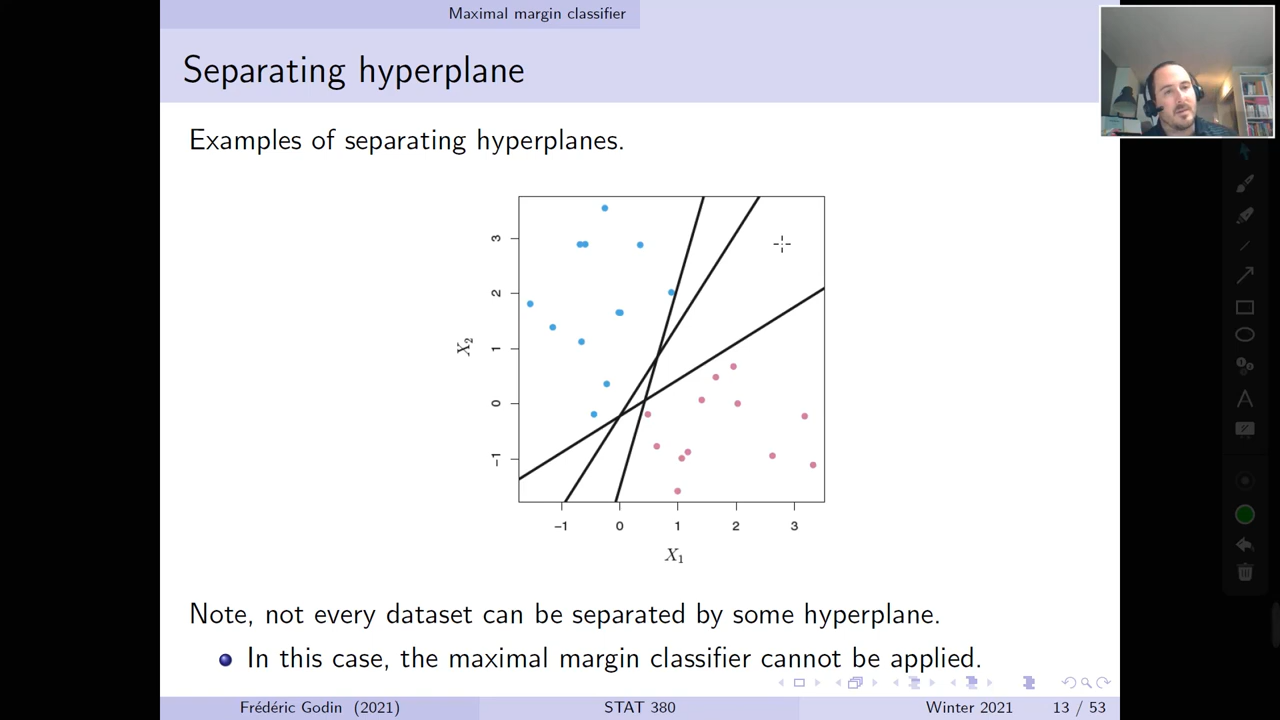 Maximal margin classifier
Separating hyperplane
Examples of separating hyperplanes.
3
2
1
0
−1
X₂
−1 0 1 2 3
X₁
Note, not every dataset can be separated by some hyperplane.
In this case, the maximal margin classifier cannot be applied.
Frédéric Godin (2021) STAT 380 Winter 2021 13 / 53